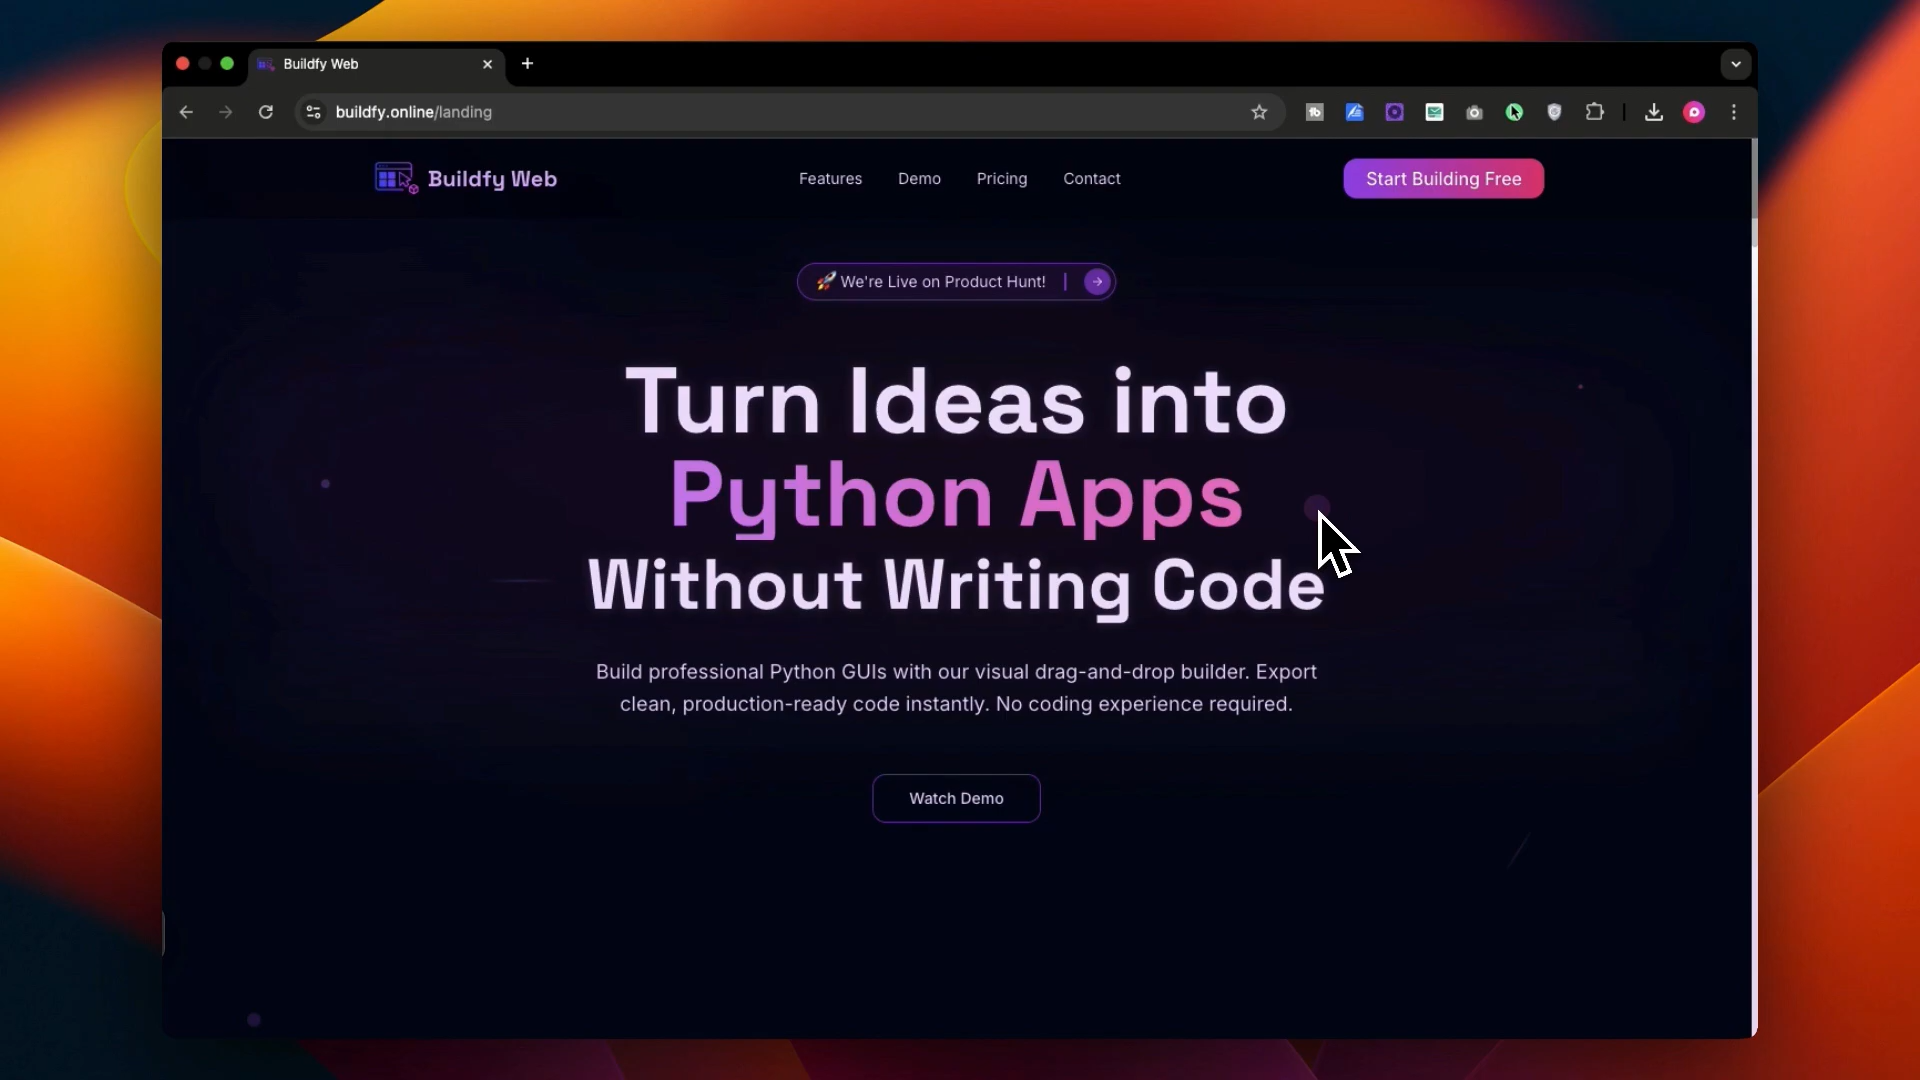 Buildfy Web
buildfy.online/landing
Buildfy Web
Features
Demo
Pricing
Contact
Start Building Free
🚀 We're Live on Product Hunt! | →
Turn Ideas into
Python Apps
Without Writing Code
Build professional Python GUIs with our visual drag-and-drop builder. Export
clean, production-ready code instantly. No coding experience required.
Watch Demo